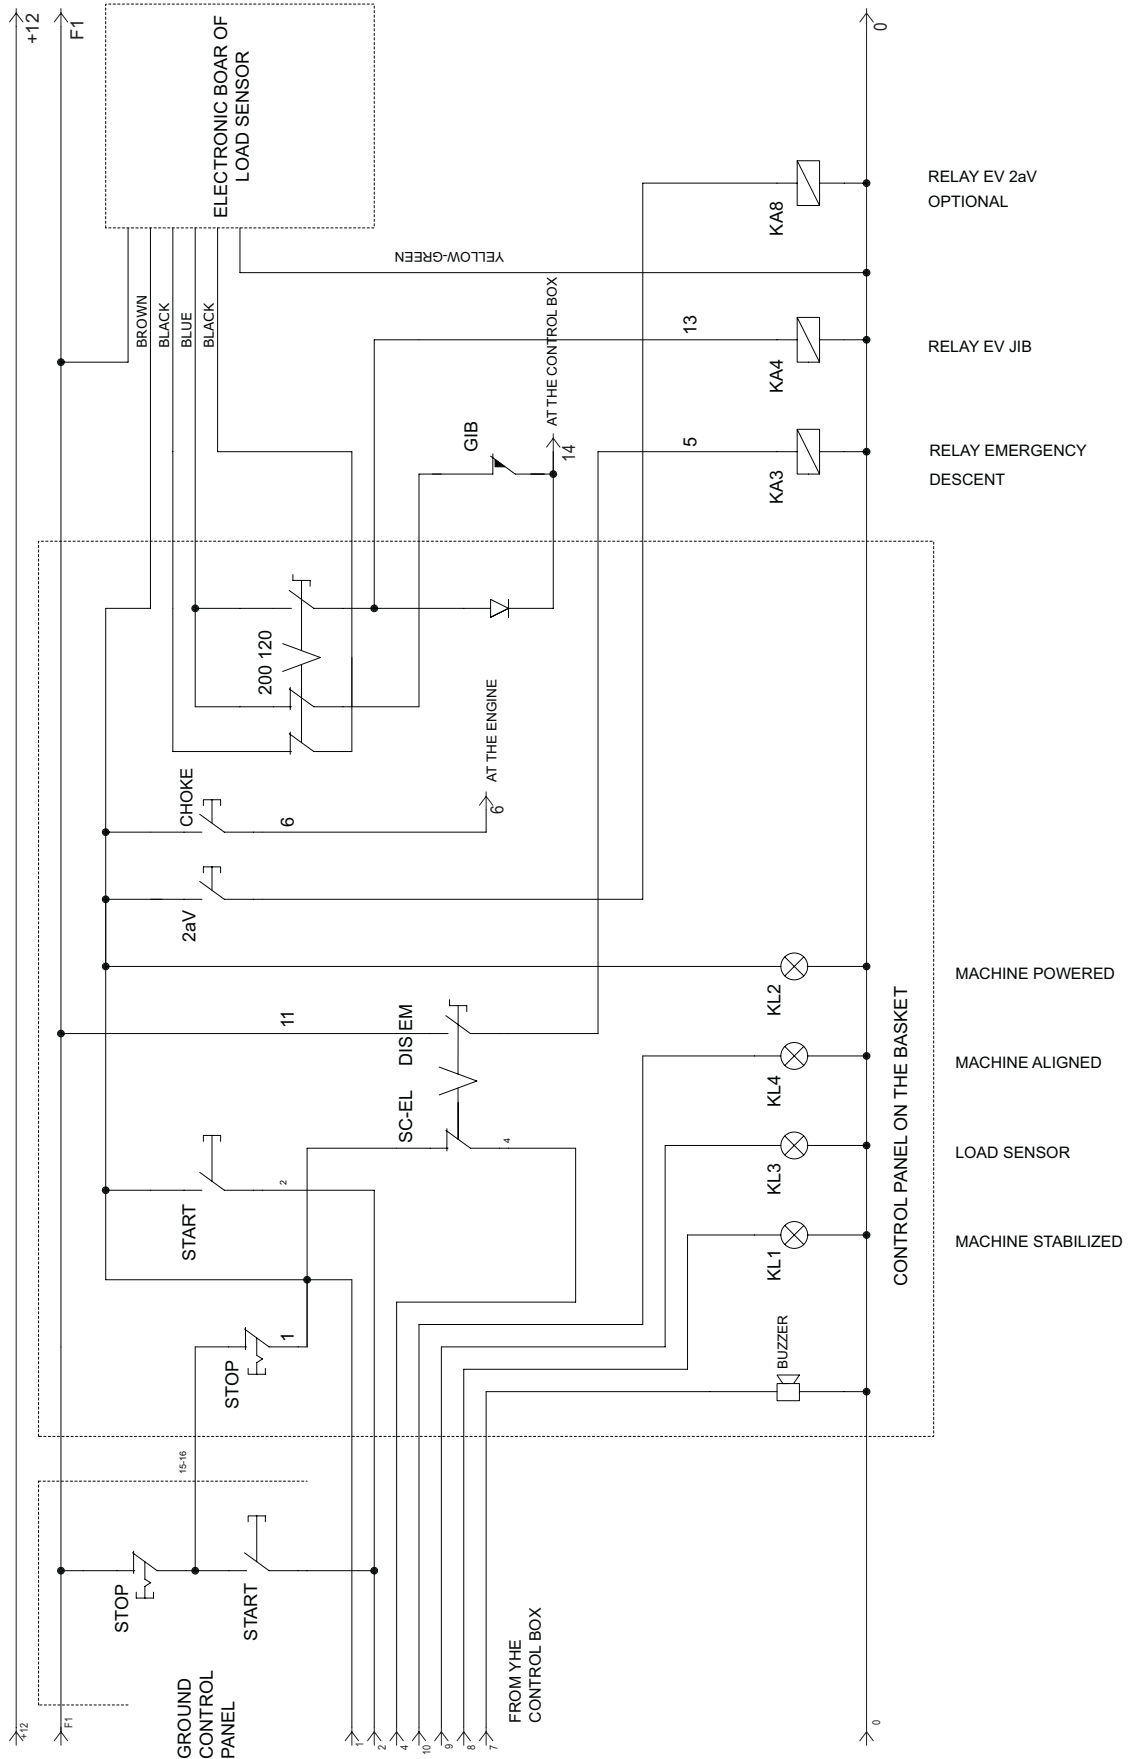 +12
F1
ELECTRONIC BOAR OF
LOAD SENSOR
0
BROWN
BLACK
BLUE
BLACK
YELLOW-GREEN
KA8
RELAY EV 2aV
OPTIONAL
13
KA4
RELAY EV JIB
AT THE CONTROL BOX
14
GIB
5
KA3
RELAY EMERGENCY
DESCENT
200 120
CHOKE
6
AT THE ENGINE
6
2aV
KL2
MACHINE POWERED
11
DIS EM
SC-EL
4
KL4
MACHINE ALIGNED
START
2
KL3
LOAD SENSOR
KL1
MACHINE STABILIZED
CONTROL PANEL ON THE BASKET
STOP
1
BUZZER
15-16
STOP
START
GROUND
CONTROL
PANEL
FROM YHE
CONTROL BOX
+12
F1
1
2
4
10
9
8
7
0